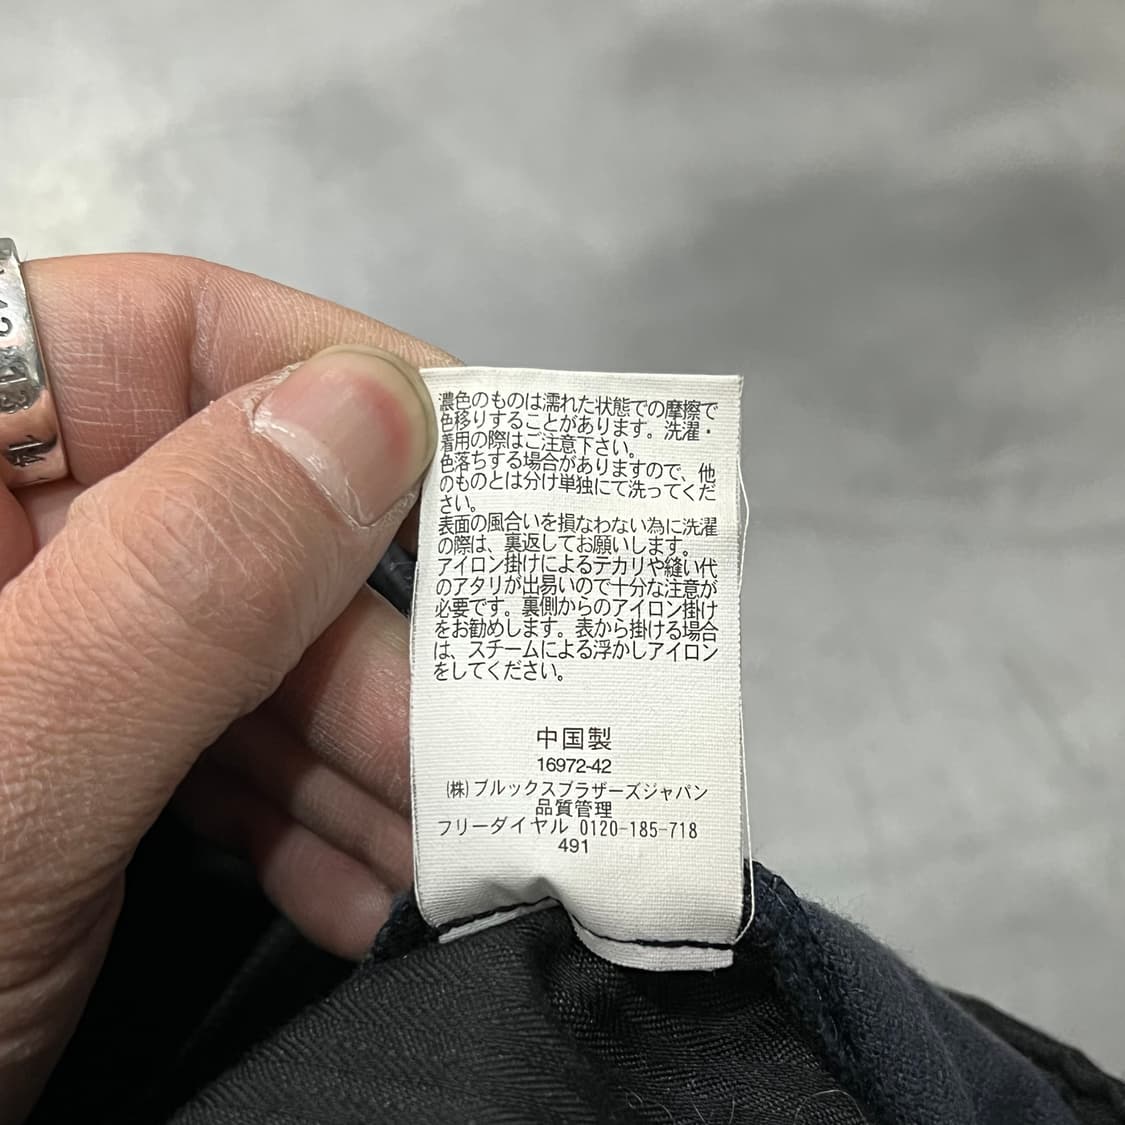 濃色のものは濡れた状態での摩擦で
色移りすることがあります。洗濯・
着用の際はご注意下さい。
色落ちする場合がありますので、他
のものとは分け単独にて洗ってくだ
さい。
表面の風合いを損なわない為に洗濯
の際は、裏返してお願いします。
アイロン掛けによるテカリや縫い代
のアタリが出易いので十分な注意が
必要です。裏側からのアイロン掛け
をお勧めします。表から掛ける場合
は、スチームによる浮かしアイロン
をしてください。
中国製
16972-42
(株)ブルックスブラザーズジャパン
品質管理
フリーダイヤル 0120-185-718
491